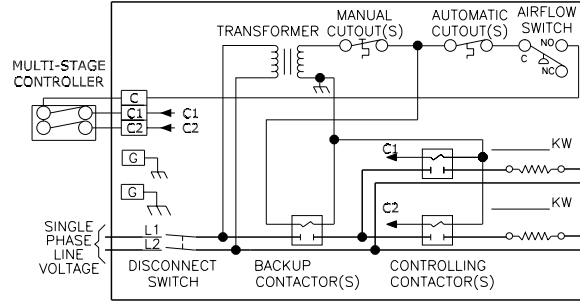 TRANSFORMER
MANUAL
CUTOUT(S)
AUTOMATIC
CUTOUT(S)
AIRFLOW
SWITCH
NO
C
NC
MULTI-STAGE
CONTROLLER
C
C1
C1
C2
C2
G
G
C1
KW
C2
KW
SINGLE
PHASE
LINE
VOLTAGE
L1
L2
DISCONNECT
SWITCH
BACKUP
CONTACTOR(S)
CONTROLLING
CONTACTOR(S)